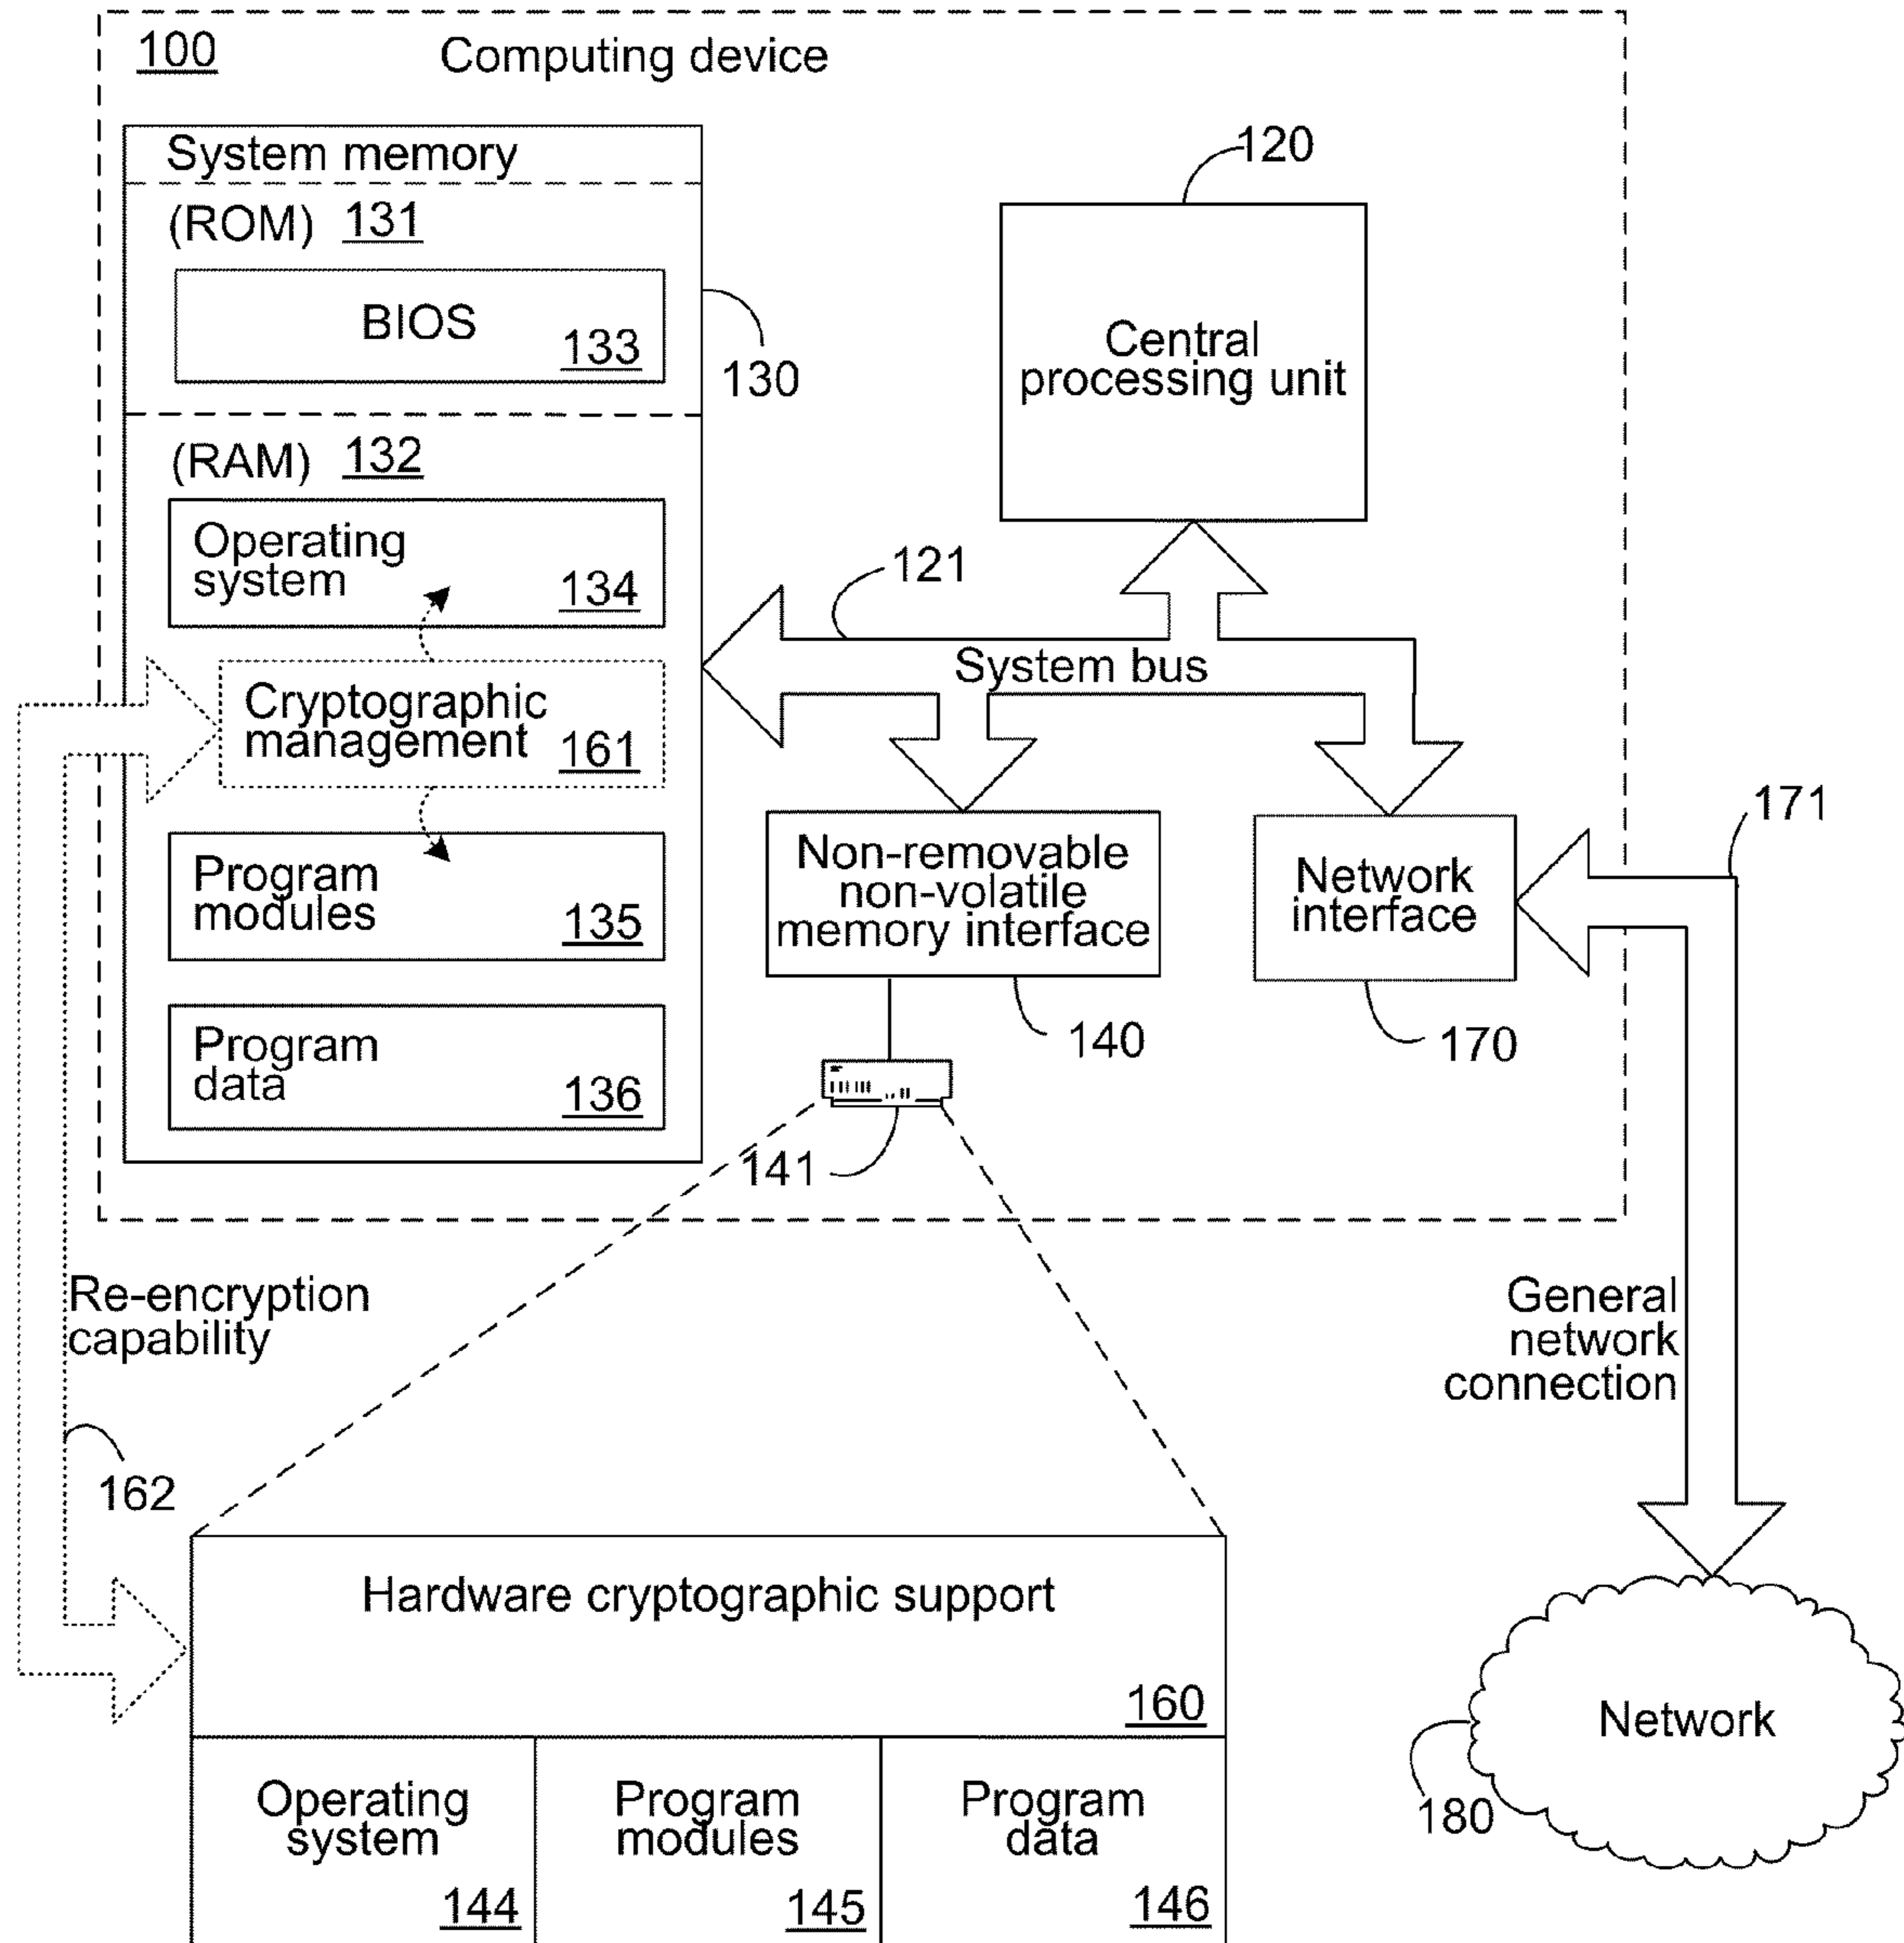 100 Computing device
System memory
(ROM) 131
BIOS
133
130
(RAM) 132
Operating
system
134
Cryptographic
management
161
Program
modules
135
Program
data
136
120
Central
processing unit
121
System bus
Non-removable
non-volatile
memory interface
140
141
Network
interface
170
171
Re-encryption
capability
162
General
network
connection
Hardware cryptographic support
160
Operating
system
144
Program
modules
145
Program
data
146
Network
180